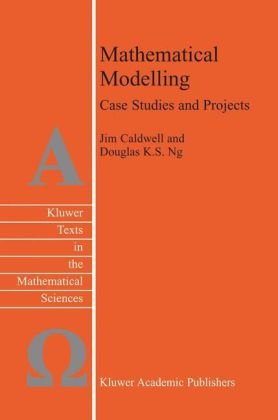 Mathematical
Modelling
Case Studies and Projects
Jim Caldwell and
Douglas K.S. Ng
Α
Kluwer
Texts
in
the
Mathematical
Sciences
Ω
Kluwer Academic Publishers